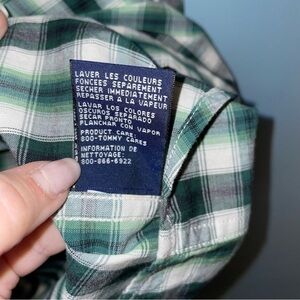 LAVER LES COULEURS
FONCEES SEPAREMENT
SECHER IMMEDIATEMENT
REPASSER A LA VAPEUR
LAVAR LOS COLORES
OSCUROS SEPARADO
SECAR PRONTO
PLANCHAR CON VAPOR
PRODUCT CARE:
800-TOMMY CARES
INFORMATION DE
NETTOYAGE:
800-866-6922